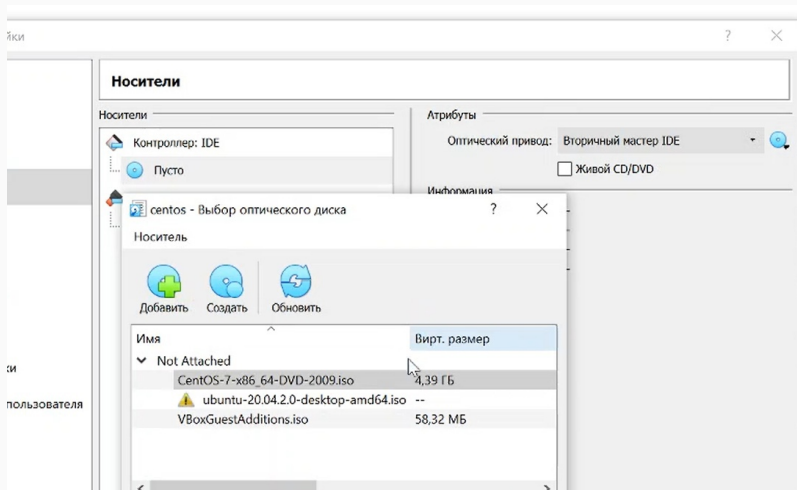 йки
? ×
Носители
Носители
Атрибуты
Контроллер: IDE
Оптический привод: Вторичный мастер IDE
Пусто
Живой CD/DVD
Информация
centos - Выбор оптического диска ? ×
Носитель
Добавить Создать Обновить
Имя Вирт. размер
Not Attached
CentOS-7-x86_64-DVD-2009.iso 4,39 ГБ
ubuntu-20.04.2.0-desktop-amd64.iso --
VBoxGuestAdditions.iso 58,32 МБ
ки
пользователя